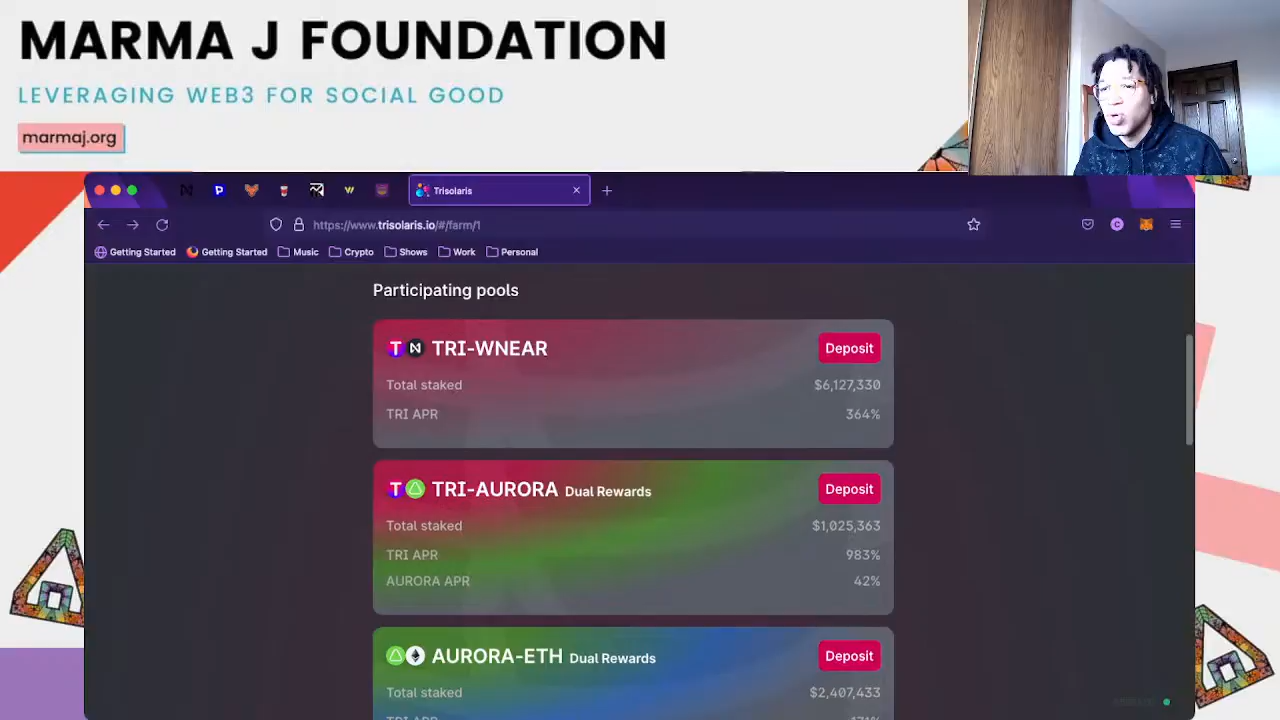 MARMA J FOUNDATION
LEVERAGING WEB3 FOR SOCIAL GOOD
marmaj.org
Trisolaris
https://www.trisolaris.io/#/farm/1
Getting Started Getting Started Music Crypto Shows Work Personal
Participating pools
TRI-WNEAR Deposit
Total staked $6,127,330
TRI APR 364%
TRI-AURORA Dual Rewards Deposit
Total staked $1,025,363
TRI APR 983%
AURORA APR 42%
AURORA-ETH Dual Rewards Deposit
Total staked $2,407,433